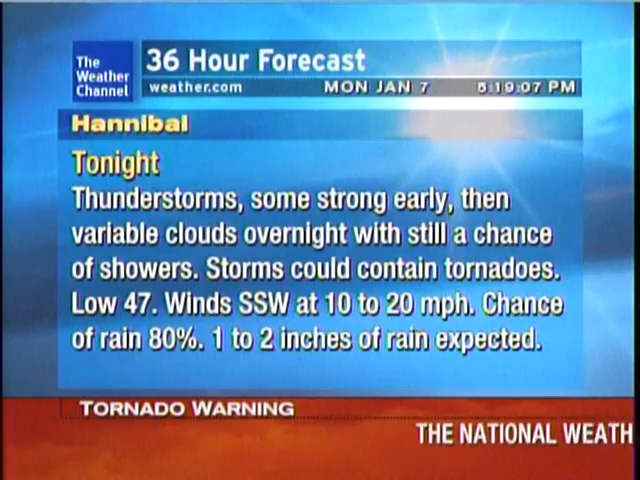 The
Weather
Channel
36 Hour Forecast
weather.com MON JAN 7 5:19:07 PM
Hannibal
Tonight
Thunderstorms, some strong early, then
variable clouds overnight with still a chance
of showers. Storms could contain tornadoes.
Low 47. Winds SSW at 10 to 20 mph. Chance
of rain 80%. 1 to 2 inches of rain expected.
TORNADO WARNING
THE NATIONAL WEATH